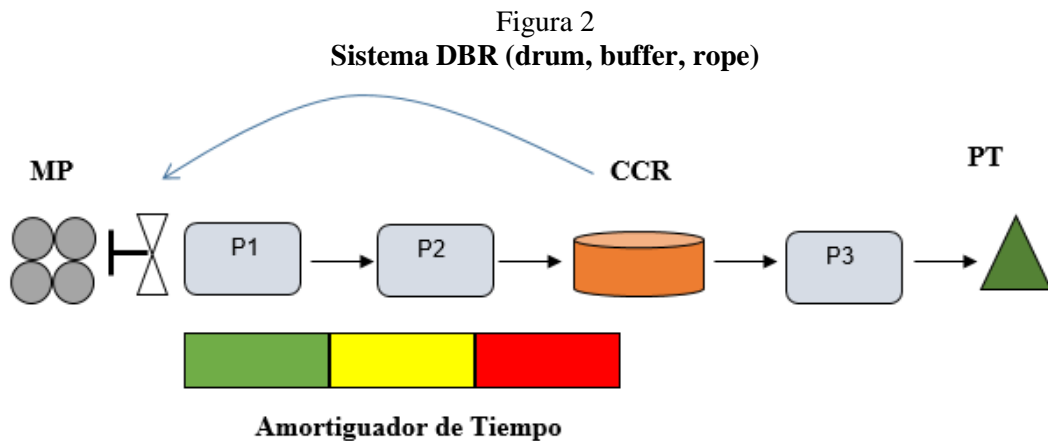 Figura 2
Sistema DBR (drum, buffer, rope)
MP
CCR
PT
P1
P2
P3
Amortiguador de Tiempo